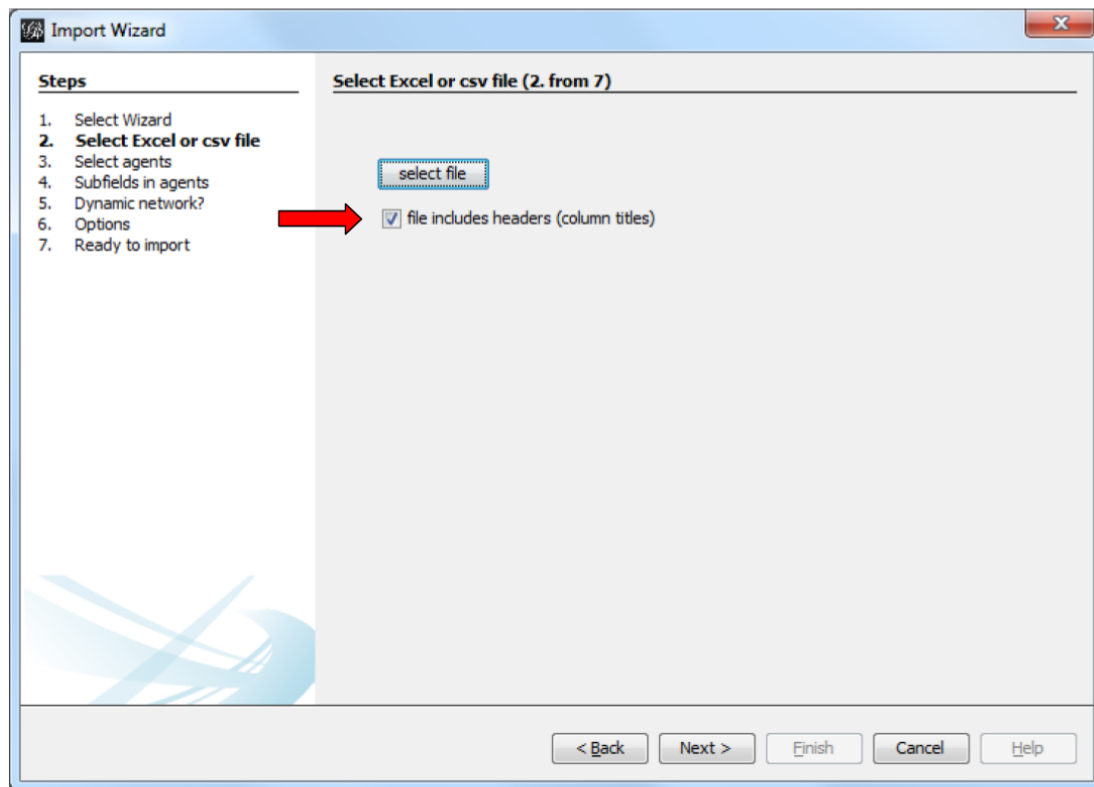 Import Wizard
Steps
1. Select Wizard
2. Select Excel or csv file
3. Select agents
4. Subfields in agents
5. Dynamic network?
6. Options
7. Ready to import
Select Excel or csv file (2. from 7)
select file
file includes headers (column titles)
< Back
Next >
Finish
Cancel
Help